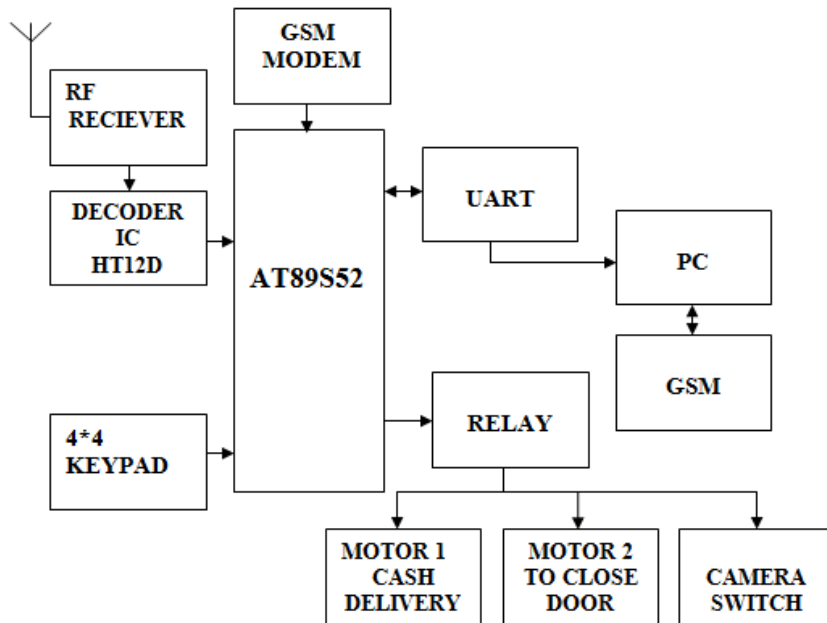 GSM
MODEM
RF
RECIEVER
DECODER
IC
HT12D
AT89S52
UART
PC
GSM
4*4
KEYPAD
RELAY
MOTOR 1
CASH
DELIVERY
MOTOR 2
TO CLOSE
DOOR
CAMERA
SWITCH